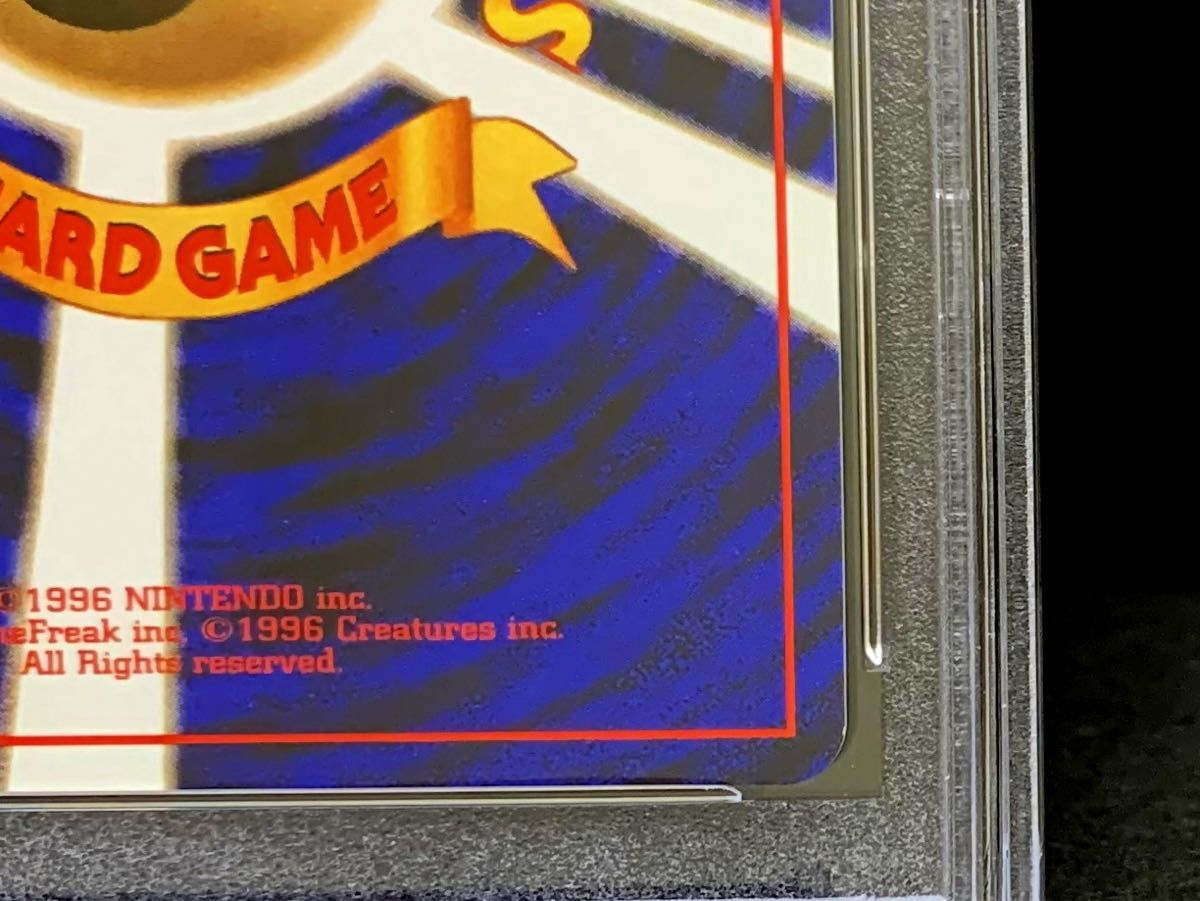 S
ARD GAME
©1996 NINTENDO inc.
eFreak inc. ©1996 Creatures inc.
All Rights reserved.